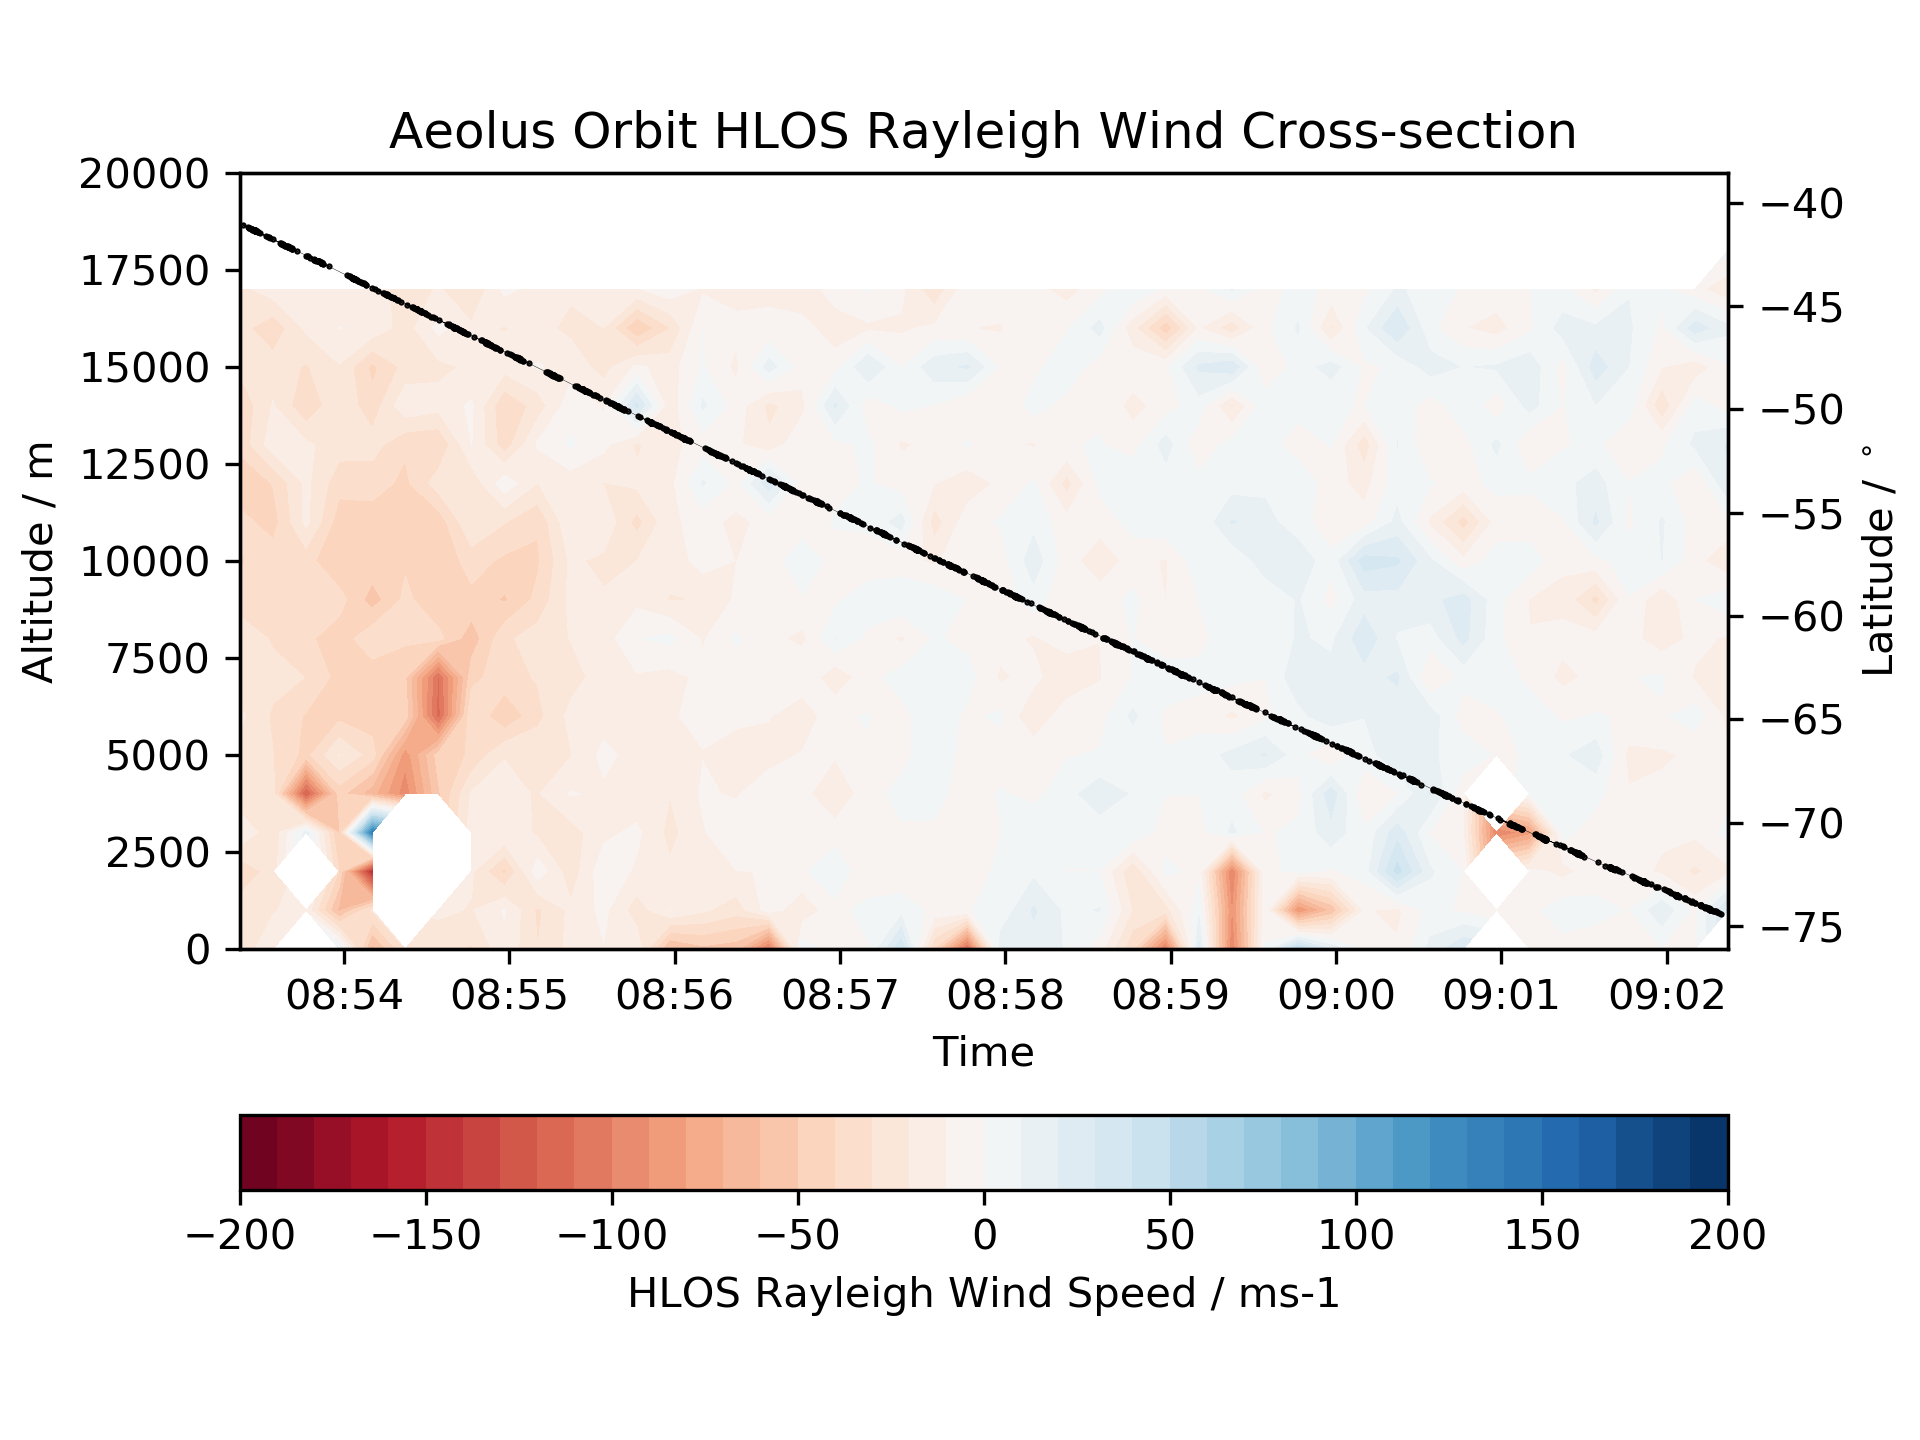 Aeolus Orbit HLOS Rayleigh Wind Cross-section
20000
17500
15000
12500
10000
7500
5000
2500
0
Altitude / m
−40
−45
−50
−55
−60
−65
−70
−75
Latitude / °
08:54 08:55 08:56 08:57 08:58 08:59 09:00 09:01 09:02
Time
−200 −150 −100 −50 0 50 100 150 200
HLOS Rayleigh Wind Speed / ms-1